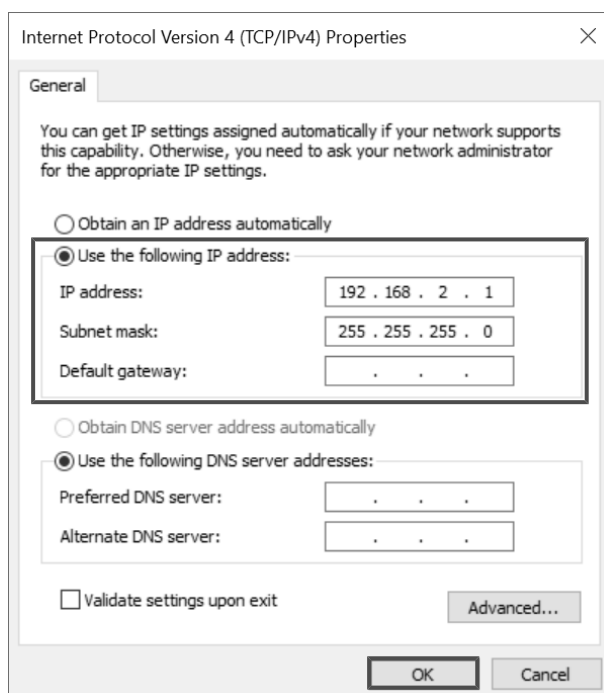 Internet Protocol Version 4 (TCP/IPv4) Properties
General
You can get IP settings assigned automatically if your network supports
this capability. Otherwise, you need to ask your network administrator
for the appropriate IP settings.
Obtain an IP address automatically
Use the following IP address:
IP address: 192 . 168 . 2 . 1
Subnet mask: 255 . 255 . 255 . 0
Default gateway: . . .
Obtain DNS server address automatically
Use the following DNS server addresses:
Preferred DNS server: . . .
Alternate DNS server: . . .
Validate settings upon exit
Advanced...
OK Cancel